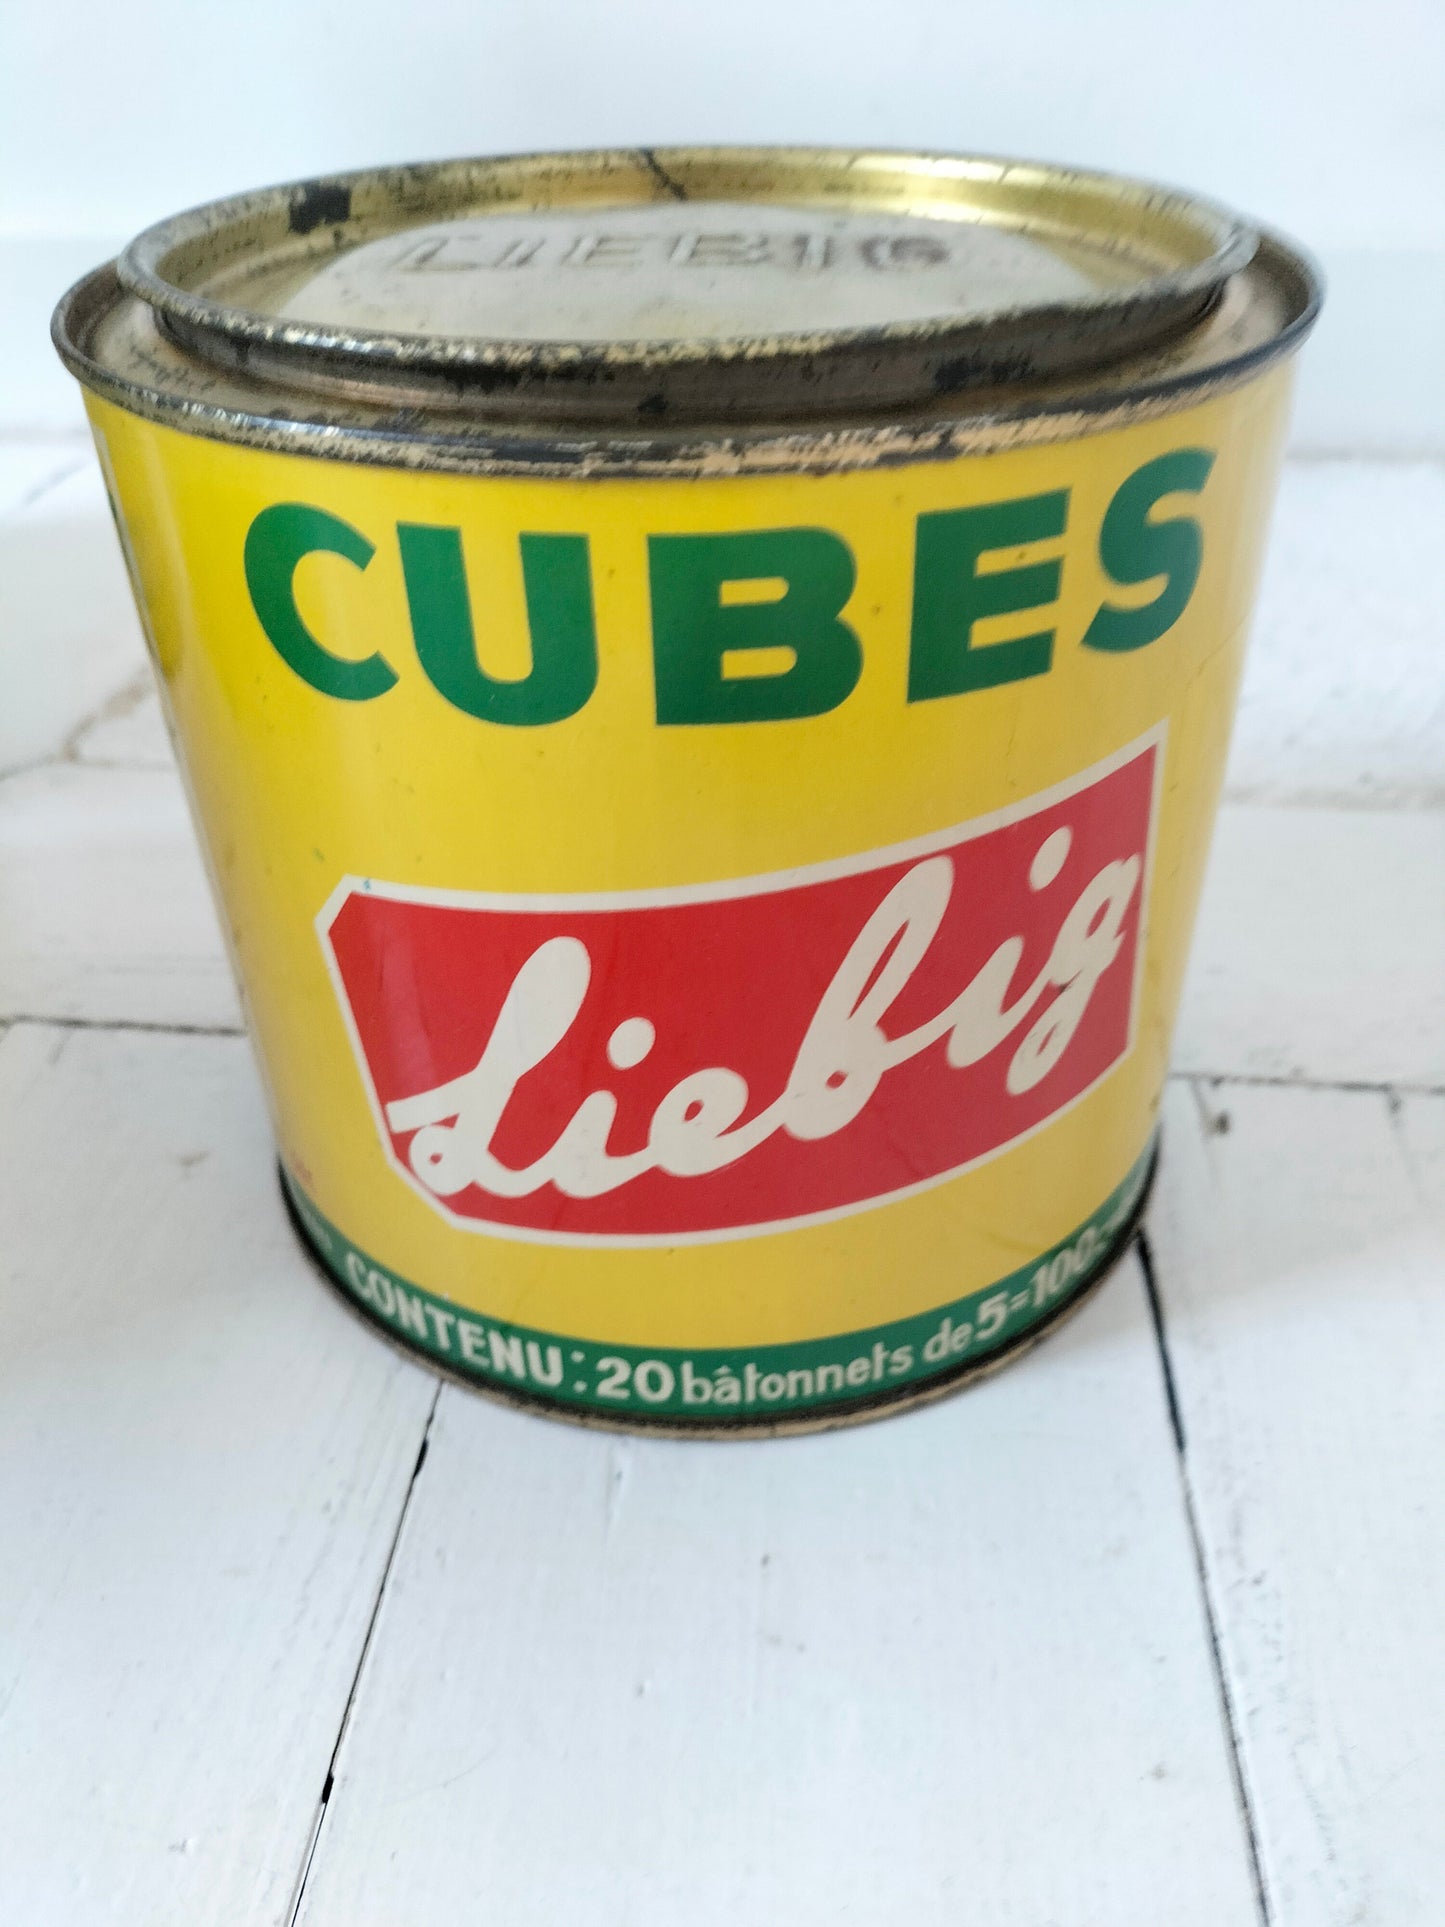 LIEBIG
CUBES
Liebig
CONTENU: 20 bâtonnets de 5=100